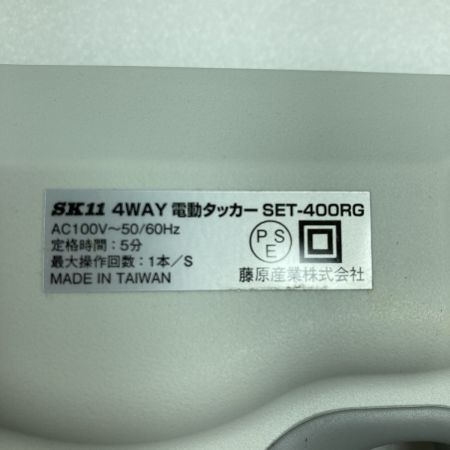 SK11 4WAY 電動タッカー SET-400RG
AC100V～50/60Hz
定格時間：5分
最大操作回数：1本／S
MADE IN TAIWAN
PSE
藤原産業株式会社